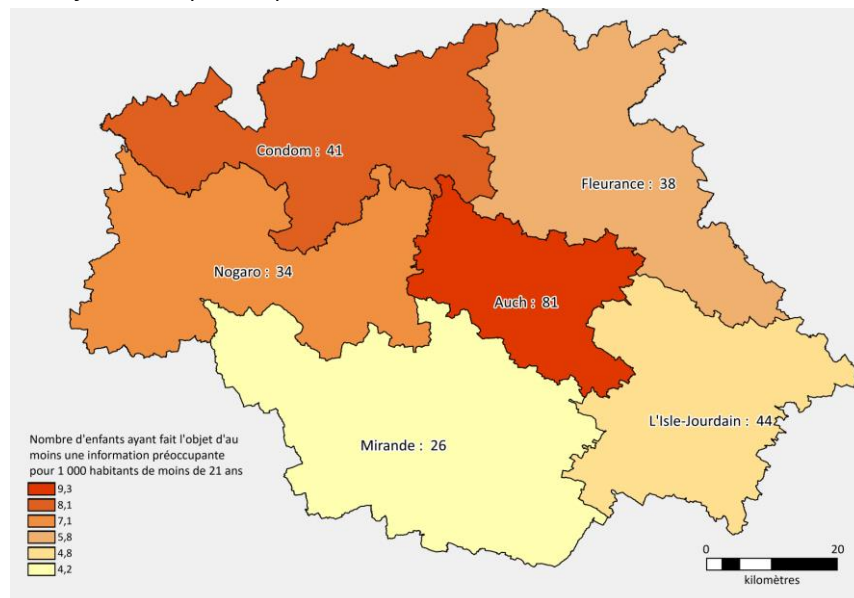 Condom : 41
Fleurance : 38
Nogaro : 34
Auch : 81
L'Isle-Jourdain : 44
Mirande : 26
Nombre d'enfants ayant fait l'objet d'au
moins une information préoccupante
pour 1 000 habitants de moins de 21 ans
9,3
8,1
7,1
5,8
4,8
4,2
0 20
kilomètres